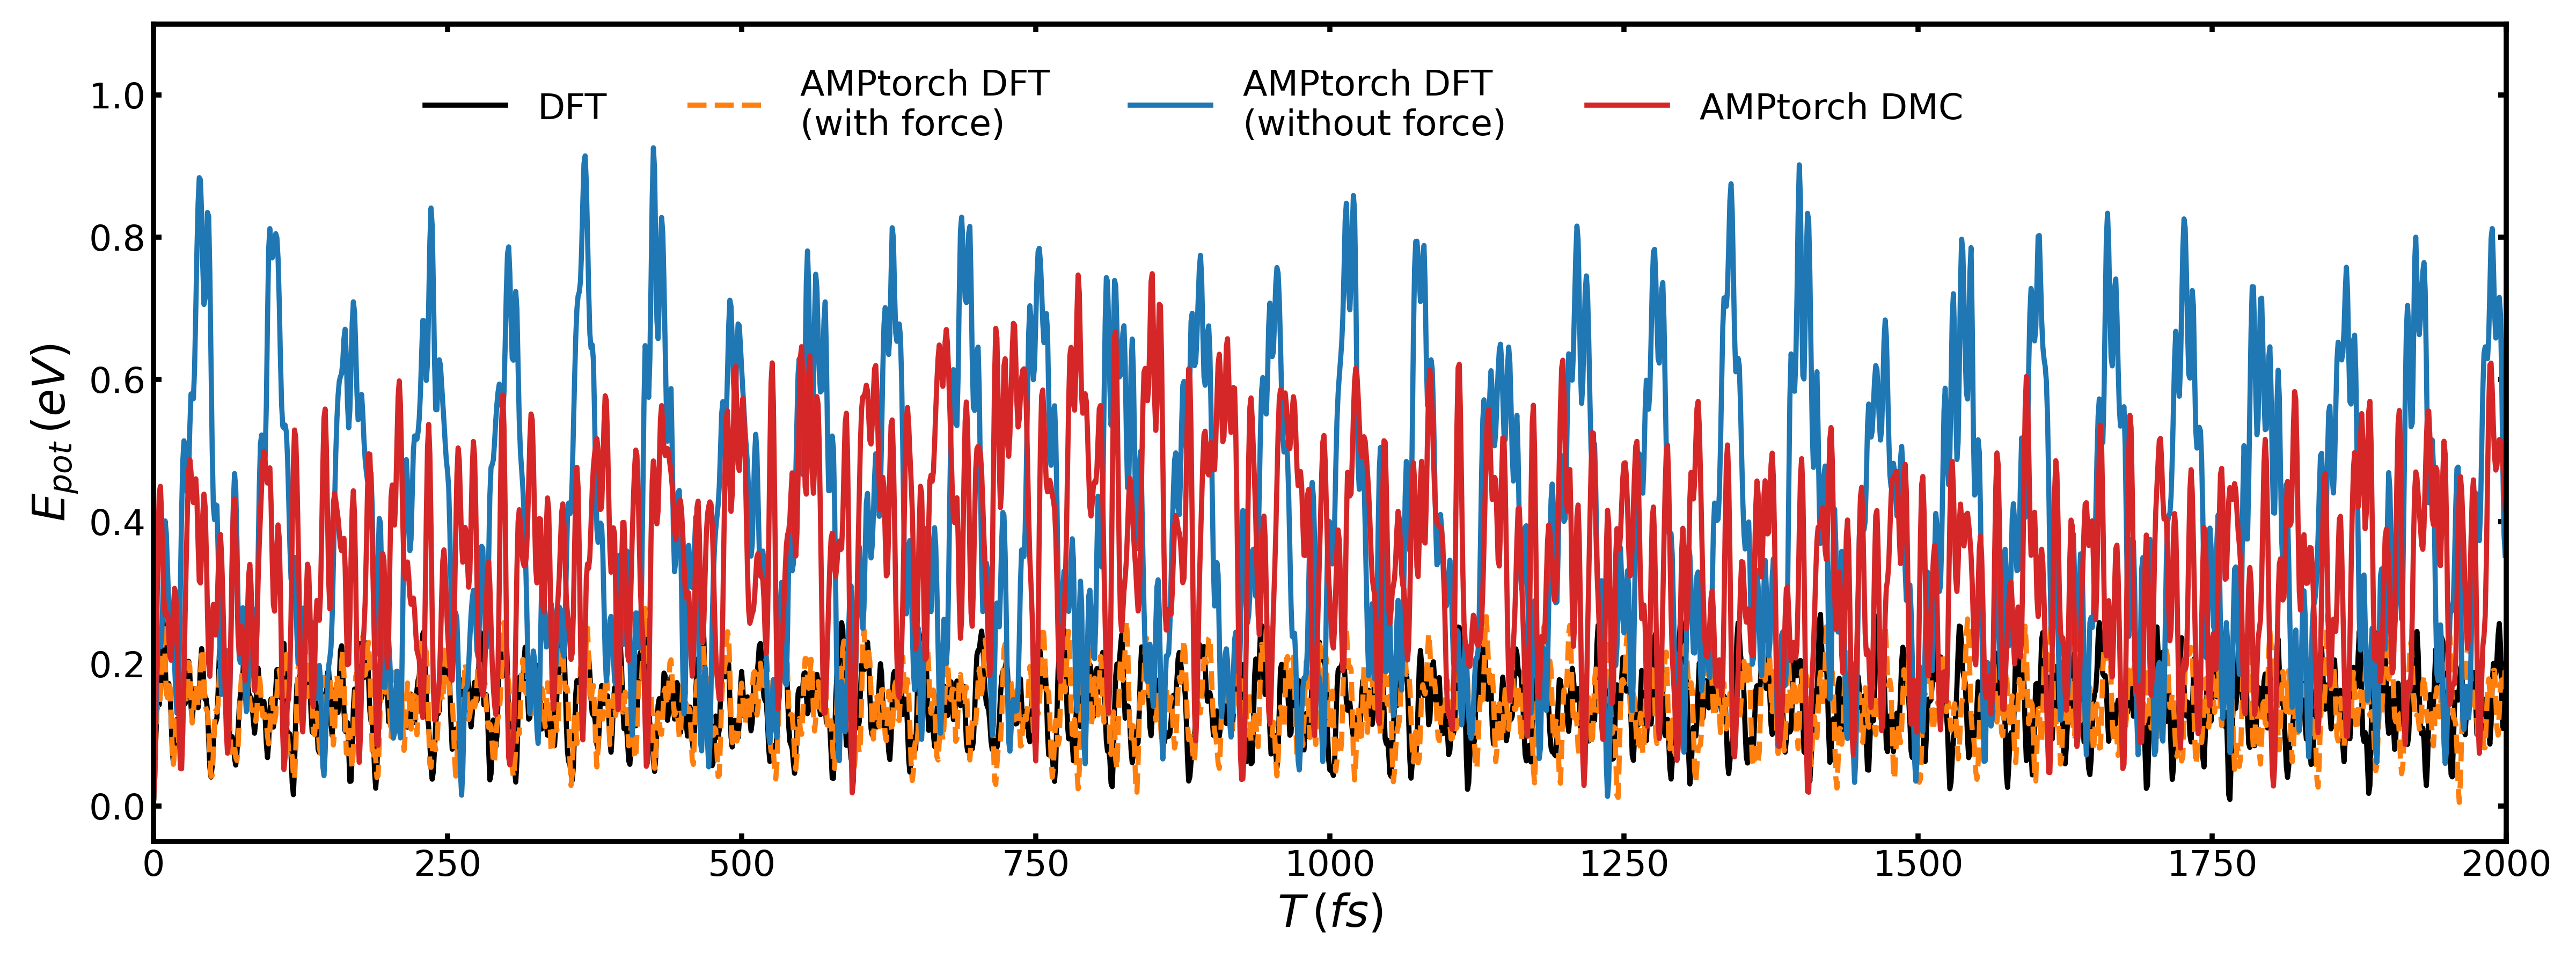 DFT
AMPtorch DFT
(with force)
AMPtorch DFT
(without force)
AMPtorch DMC
1.0
0.8
0.6
0.4
0.2
0.0
E_pot (eV)
0 250 500 750 1000 1250 1500 1750 2000
T (fs)